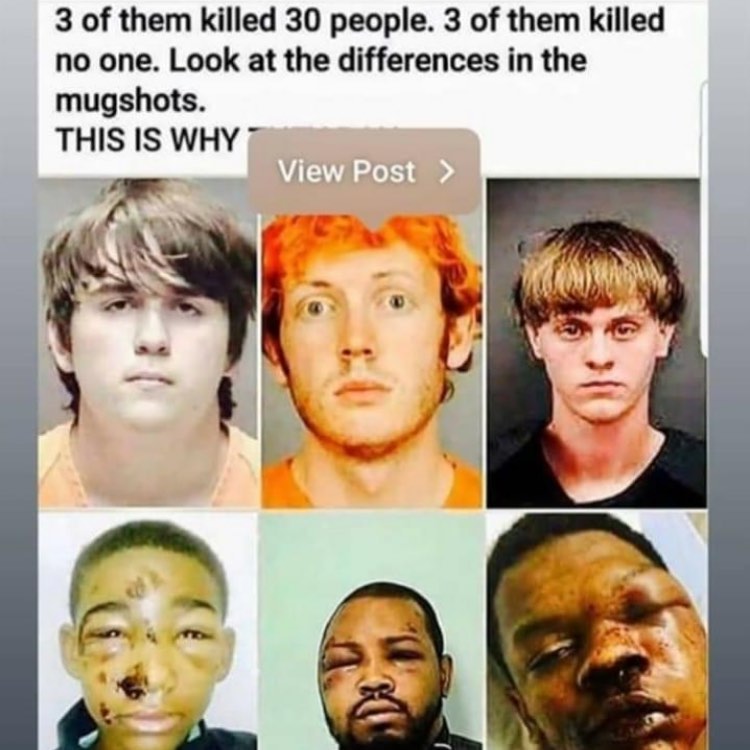 3 of them killed 30 people. 3 of them killed
no one. Look at the differences in the
mugshots.
THIS IS WHY
View Post